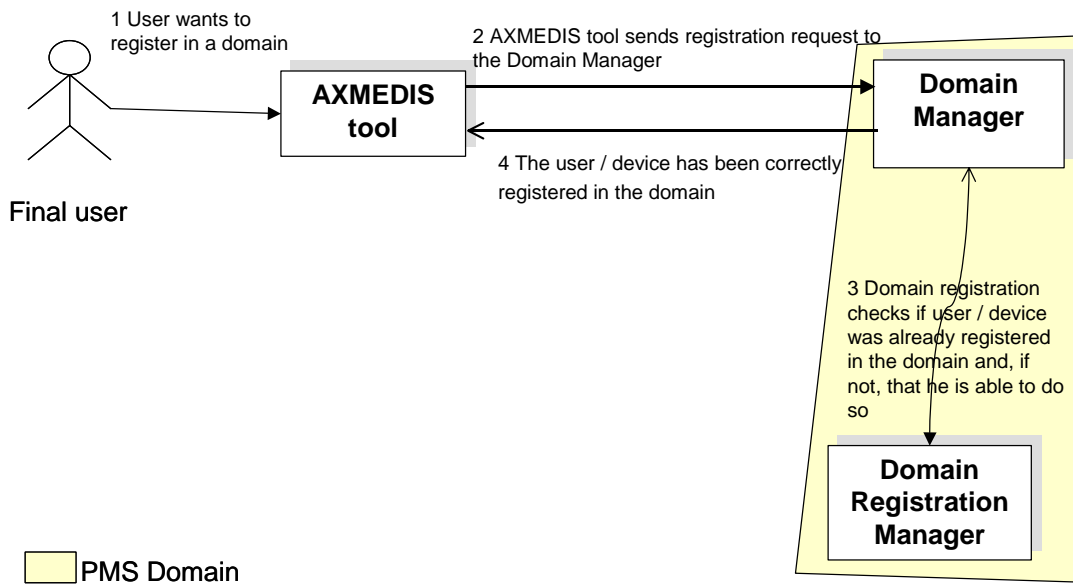 1 User wants to
register in a domain
2 AXMEDIS tool sends registration request to
the Domain Manager
AXMEDIS
tool
Domain
Manager
4 The user / device has been correctly
registered in the domain
Final user
3 Domain registration
checks if user / device
was already registered
in the domain and, if
not, that he is able to do
so
Domain
Registration
Manager
PMS Domain